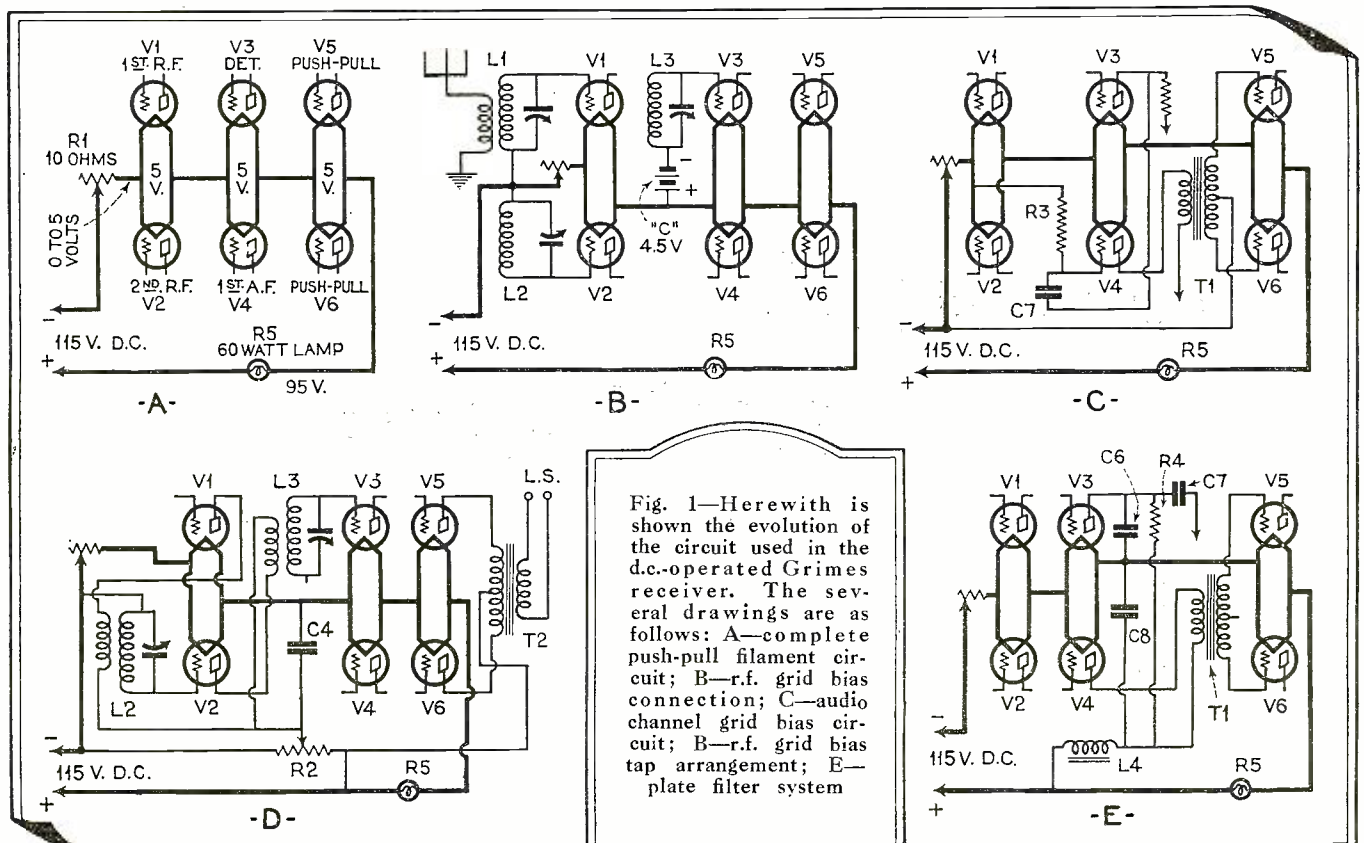 V1
1ST. R.F.
V3
DET.
V5
PUSH-PULL
R1
10 OHMS
5
V.
5
V.
5
V.
0 TO 5
VOLTS
2ND. R.F.
V2
1ST. A.F.
V4
PUSH-PULL
V6
-
115 V. D.C.
+
R5
60 WATT LAMP
95 V.
-A-
L1
V1
L3
V3
V5
-
+
"C"
4.5 V
L2
V2
V4
V6
-
115 V. D.C.
+
R5
-B-
V1
V3
V5
R3
V2
C7
V4
T1
V6
-
115 V. D.C.
+
R5
-C-
V1
L3
V3
V5
L.S.
C4
T2
L2
V2
V4
V6
-
115 V. D.C.
+
R2
R5
-D-
Fig. 1—Herewith is
shown the evolution of
the circuit used in the
d.c.-operated Grimes
receiver. The sev-
eral drawings are as
follows: A—complete
push-pull filament cir-
cuit; B—r.f. grid bias
connection; C—audio
channel grid bias cir-
cuit; B—r.f. grid bias
tap arrangement; E—
plate filter system
V1
V3
C6
R4
C7
V5
C8
V2
V4
T1
V6
-
115 V. D.C.
+
L4
R5
-E-